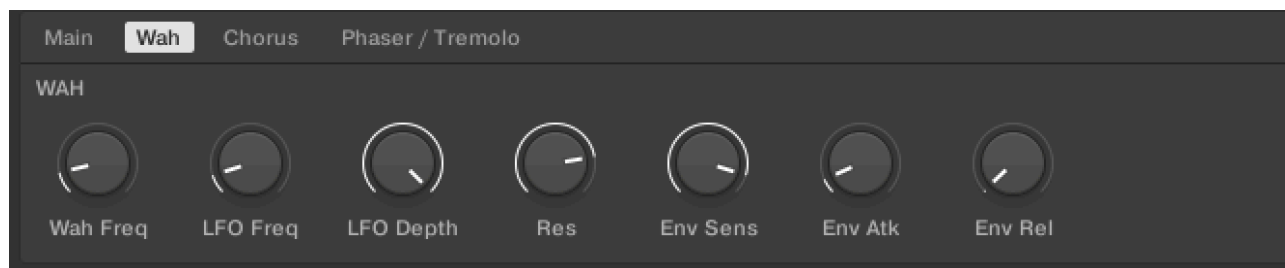 Main Wah Chorus Phaser / Tremolo
WAH
Wah Freq LFO Freq LFO Depth Res Env Sens Env Atk Env Rel